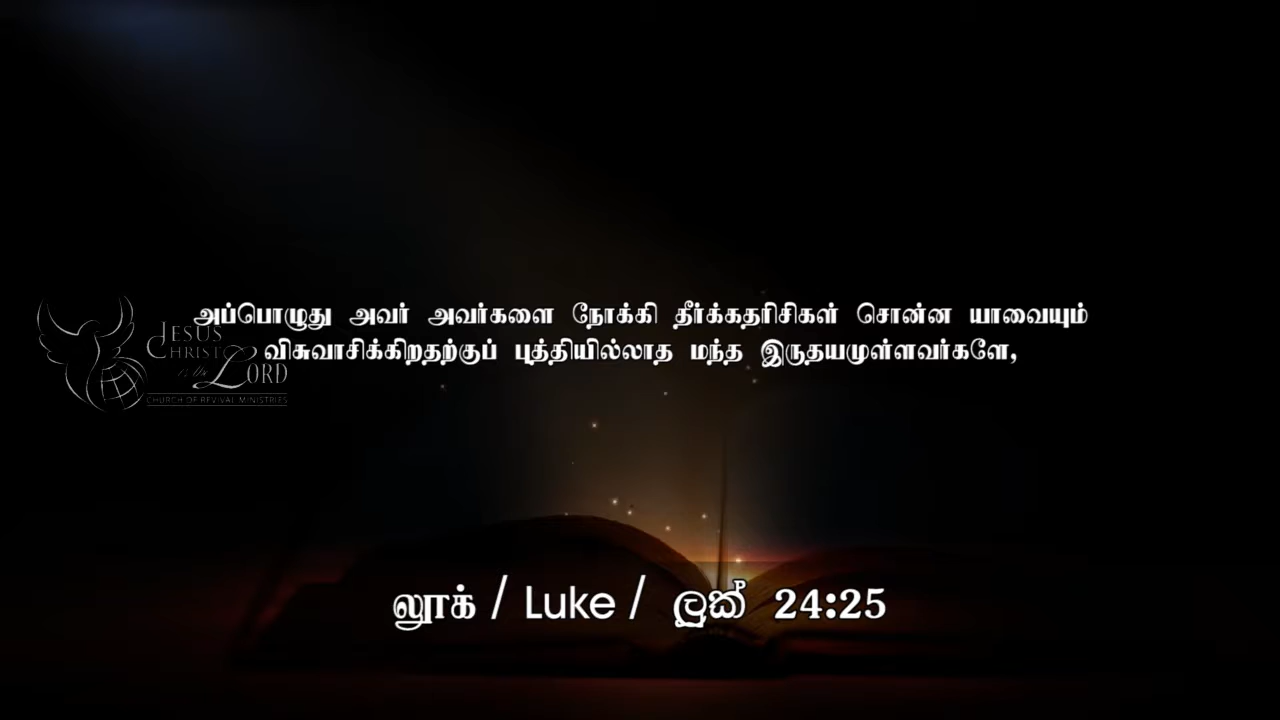 அப்பொழுது அவர் அவர்களை நோக்கி தீர்க்கதரிசிகள் சொன்ன யாவையும்
விசுவாசிக்கிறதற்குப் புத்தியில்லாத மந்த இருதயமுள்ளவர்களே,
JESUS
CHRIST
is the LORD
CHURCH OF REVIVAL MINISTRIES
லூக் / Luke / ලූක් 24:25